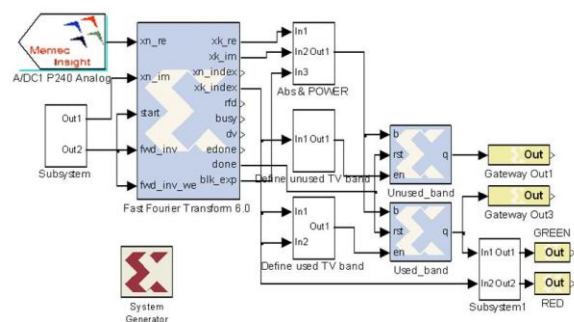 Memec
Insight
A/DC1 P240 Analog
Out1
Out2
Subsystem
xn_re
xn_im
start
fwd_inv
fwd_inv_we
xk_re
xk_im
xn_index
xk_index
rfd
busy
dv
edone
done
blk_exp
Fast Fourier Transform 6.0
In1
In2
In3
Out1
Abs & POWER
In1 Out1
Define unused TV band
In1
In2
Out1
Define used TV band
b
rst
en
q
Unused_band
b
rst
en
q
Used_band
Out
Gateway Out1
Out
Gateway Out3
In1 Out1
In2 Out2
Subsystem1
GREEN
Out
Out
RED
System
Generator